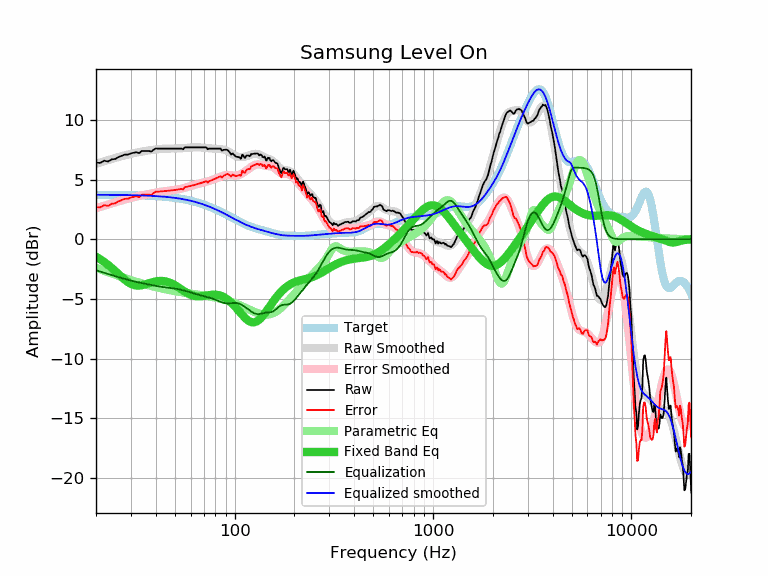 Samsung Level On
Amplitude (dBr)
10
5
0
−5
−10
−15
−20
Target
Raw Smoothed
Error Smoothed
Raw
Error
Parametric Eq
Fixed Band Eq
Equalization
Equalized smoothed
100
1000
10000
Frequency (Hz)